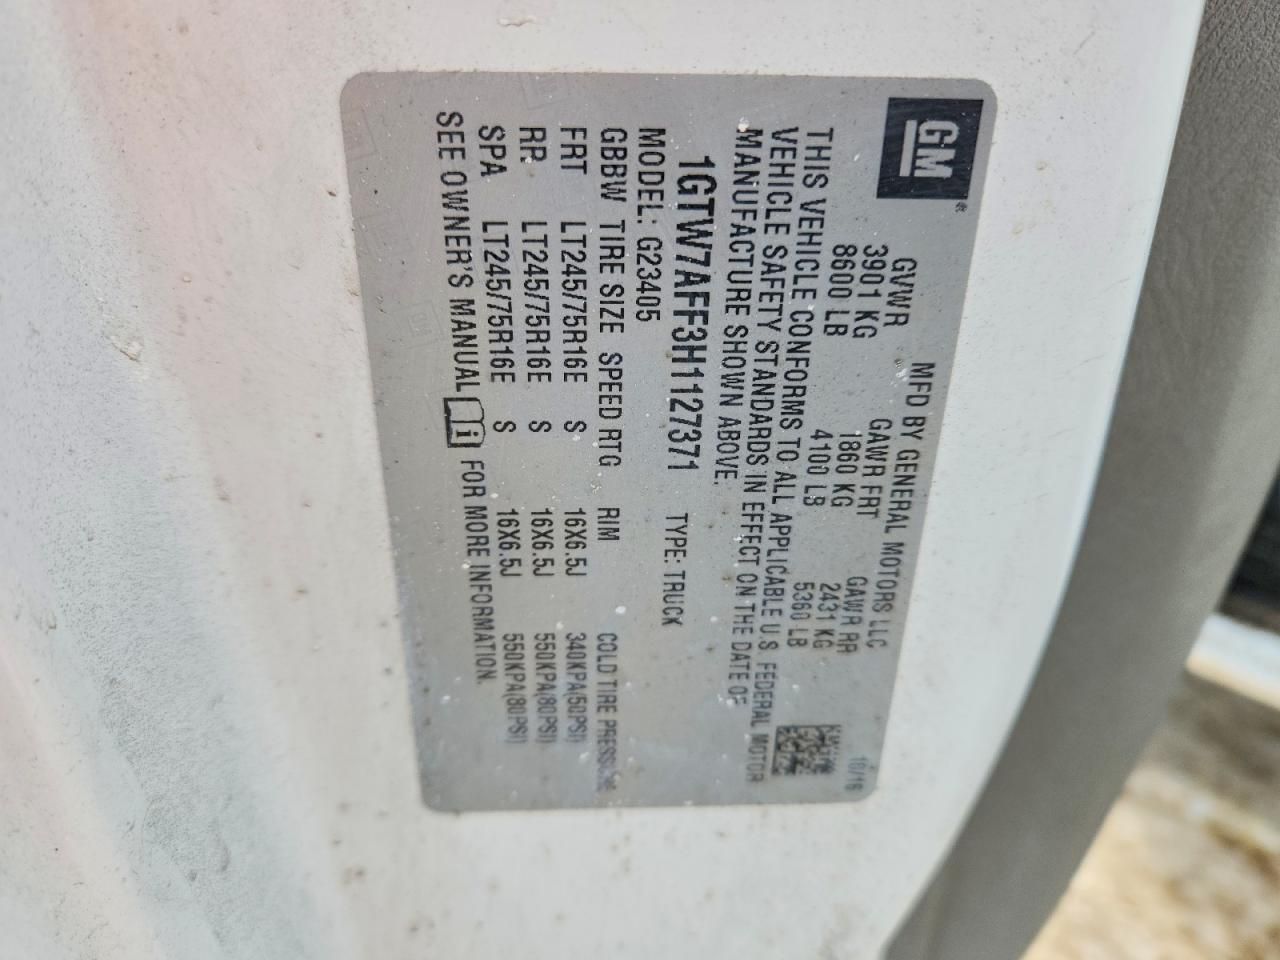 GM
MFD BY GENERAL MOTORS LLC
10/16
GVWR GAWR FRT GAWR RR
3901 KG 1860 KG 2431 KG
8600 LB 4100 LB 5360 LB
THIS VEHICLE CONFORMS TO ALL APPLICABLE U.S. FEDERAL MOTOR
VEHICLE SAFETY STANDARDS IN EFFECT ON THE DATE OF
MANUFACTURE SHOWN ABOVE.
1GTW7AFF3H1127371 TYPE: TRUCK
MODEL: G23405
GBBW TIRE SIZE SPEED RTG RIM COLD TIRE PRESSURE
FRT LT245/75R16E S 16X6.5J 340KPA(50PSI)
RR LT245/75R16E S 16X6.5J 550KPA(80PSI)
SPA LT245/75R16E S 16X6.5J 550KPA(80PSI)
SEE OWNER'S MANUAL FOR MORE INFORMATION.